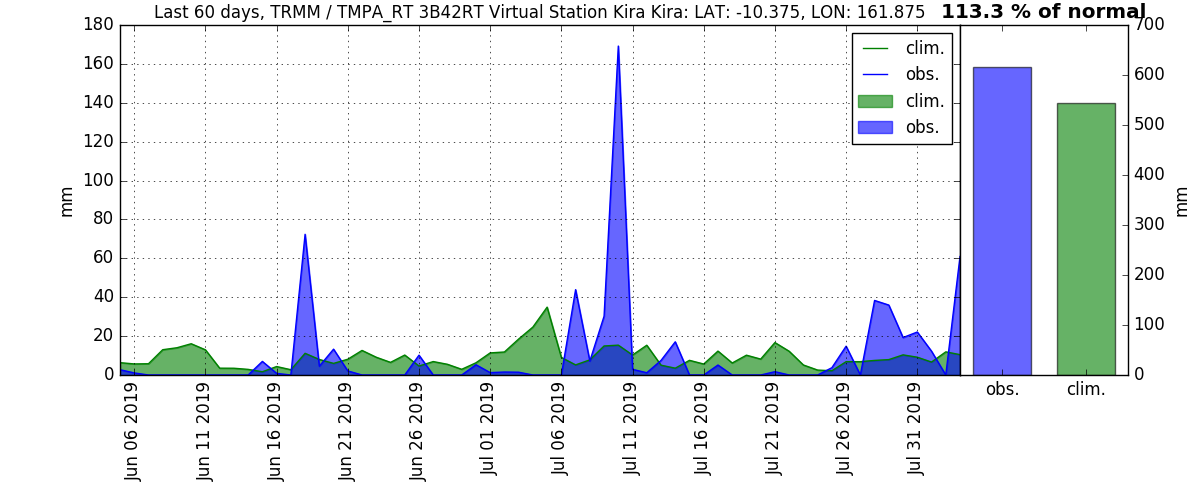 Last 60 days, TRMM / TMPA_RT 3B42RT Virtual Station Kira Kira: LAT: -10.375, LON: 161.875
113.3 % of normal
180
160
140
120
100
80
60
40
20
0
mm
clim.
obs.
clim.
obs.
Jun 06 2019
Jun 11 2019
Jun 16 2019
Jun 21 2019
Jun 26 2019
Jul 01 2019
Jul 06 2019
Jul 11 2019
Jul 16 2019
Jul 21 2019
Jul 26 2019
Jul 31 2019
700
600
500
400
300
200
100
0
mm
obs.
clim.